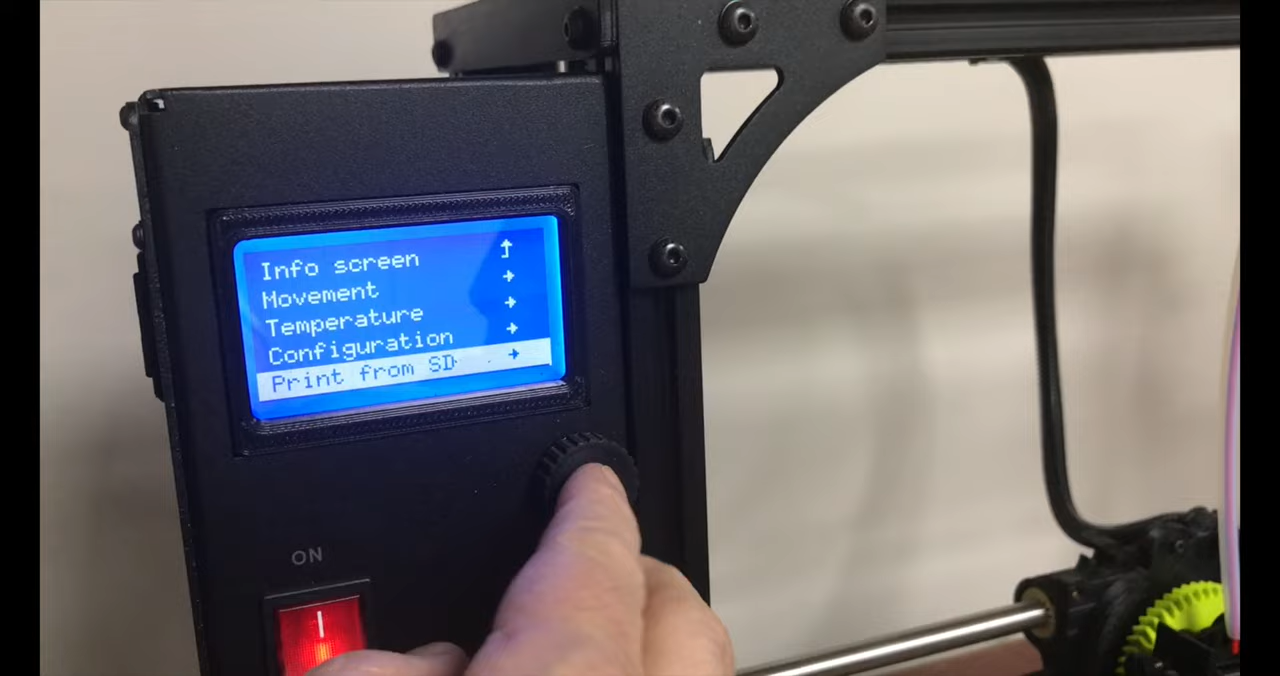 Info screen
Movement
Temperature
Configuration
Print from SD
ON